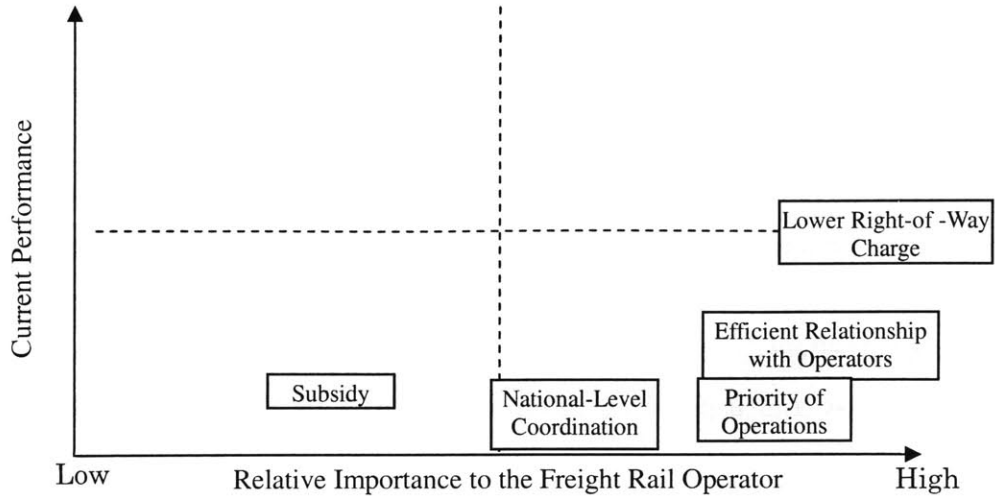 Current Performance
Lower Right-of -Way
Charge
Efficient Relationship
with Operators
Subsidy
National-Level
Coordination
Priority of
Operations
Low
Relative Importance to the Freight Rail Operator
High